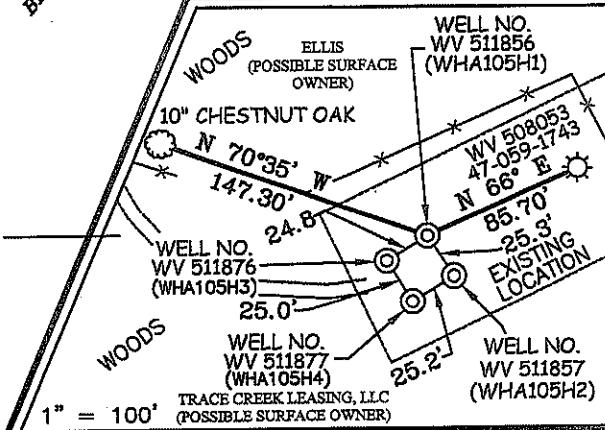 WELL NO.
WV 511856
(WHA105H1)
WOODS
ELLIS
(POSSIBLE SURFACE
OWNER)
10" CHESTNUT OAK
N 70°35' W
147.30'
WV 508053
47-059-1743
N 66° E
85.70'
24.8
25.3'
EXISTING
LOCATION
WELL NO.
WV 511876
(WHA105H3)
25.0'
WELL NO.
WV 511877
(WHA105H4)
25.2'
WELL NO.
WV 511857
(WHA105H2)
WOODS
TRACE CREEK LEASING, LLC
(POSSIBLE SURFACE OWNER)
1" = 100'